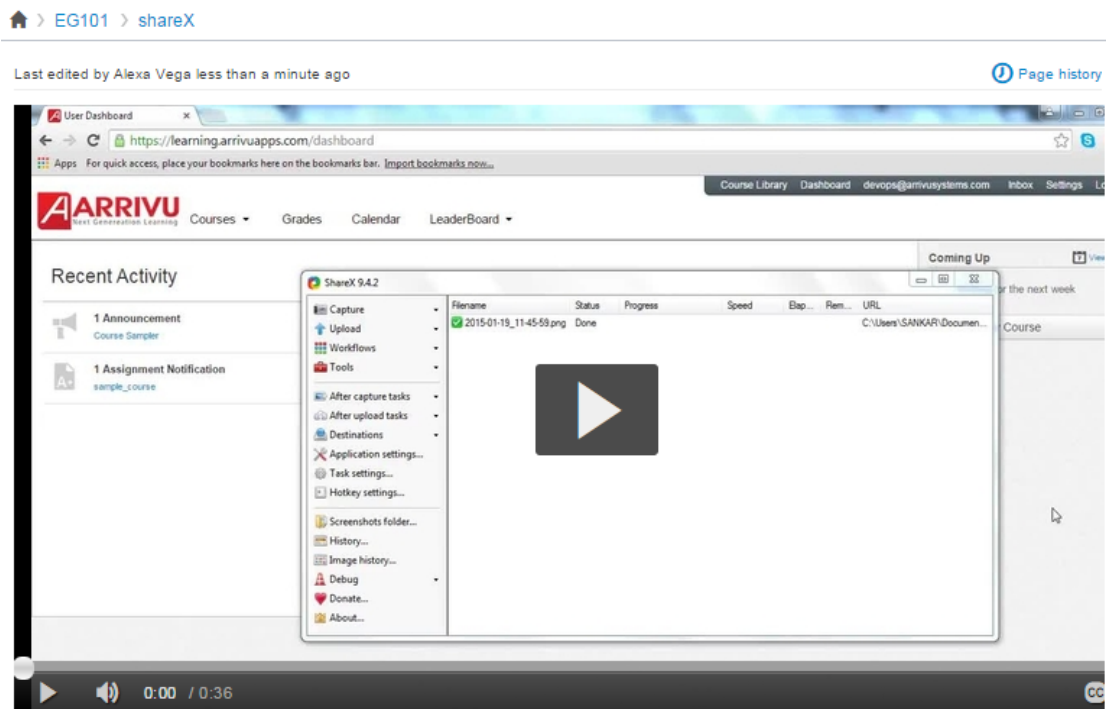 EG101 shareX
Last edited by Alexa Vega less than a minute ago
Page history
User Dashboard
https://learning.arrivuapps.com/dashboard
Apps For quick access, place your bookmarks here on the bookmarks bar. Import bookmarks now...
Course Library Dashboard devops@arrivusystems.com Inbox Settings Lo
ARRIVU
Next Genereation Learning
Courses Grades Calendar LeaderBoard
Coming Up
View
Recent Activity
or the next week
Course
1 Announcement
Course Sampler
1 Assignment Notification
sample_course
ShareX 9.4.2
Capture
Upload
Workflows
Tools
After capture tasks
After upload tasks
Destinations
Application settings...
Task settings...
Hotkey settings...
Screenshots folder...
History...
Image history...
Debug
Donate...
About...
Filename Status Progress Speed Elap... Rem... URL
2015-01-19_11-45-59.png Done C:\Users\SANKAR\Documen...
0:00 / 0:36
CC